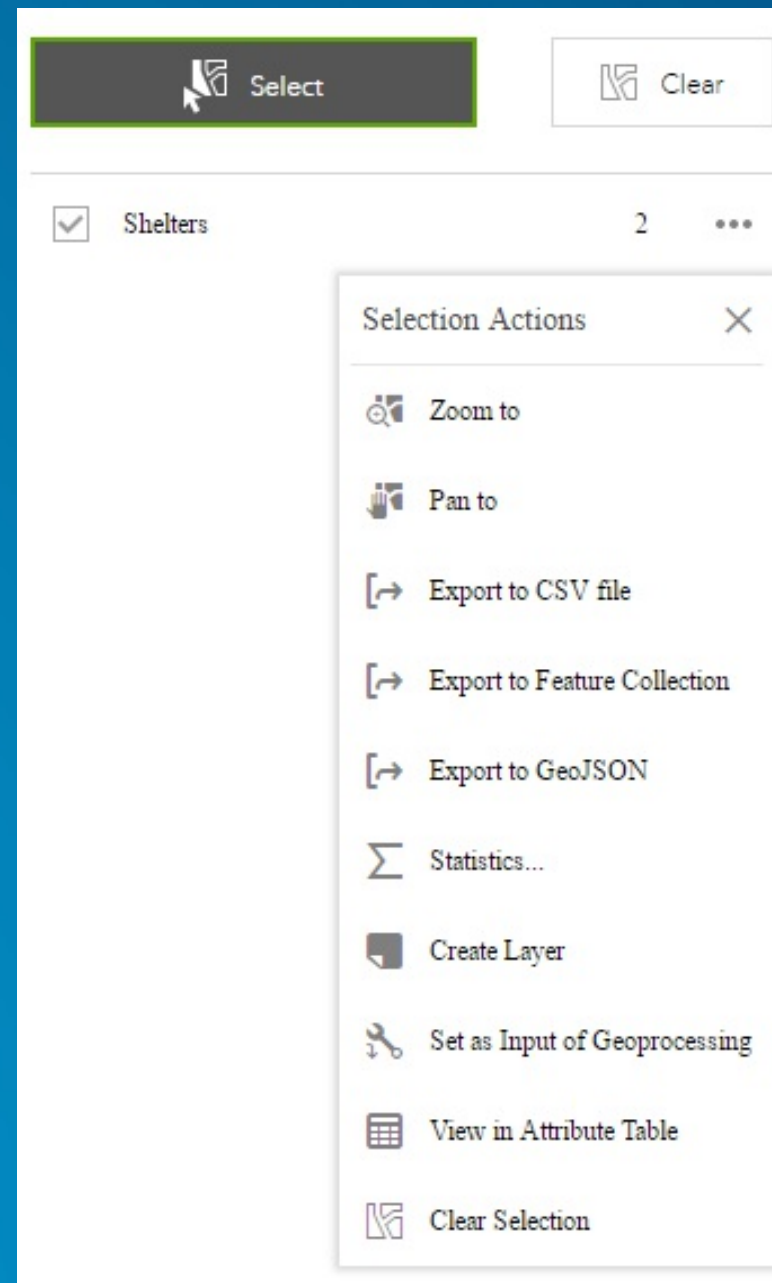 Select
Clear
Shelters 2
Selection Actions
Zoom to
Pan to
Export to CSV file
Export to Feature Collection
Export to GeoJSON
Statistics...
Create Layer
Set as Input of Geoprocessing
View in Attribute Table
Clear Selection